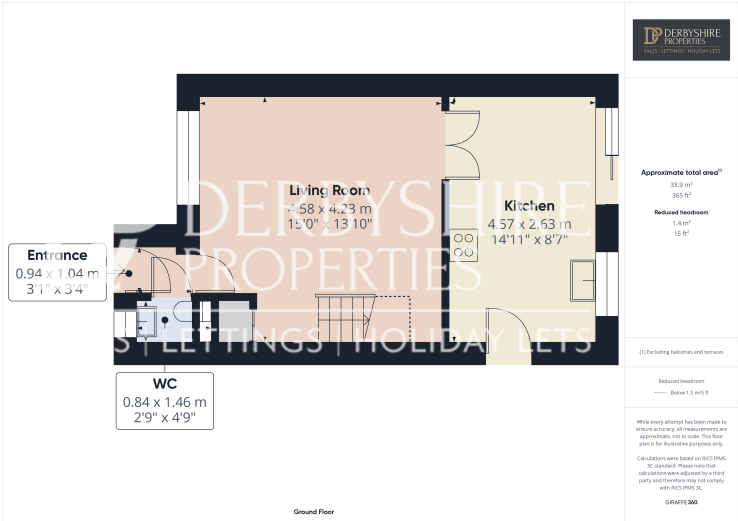 DERBYSHIRE
PROPERTIES
SALES | LETTINGS | HOLIDAY LETS
Living Room
4.58 x 4.23 m
15'0" x 13'10"
Kitchen
4.57 x 2.63 m
14'11" x 8'7"
Entrance
0.94 x 1.04 m
3'1" x 3'4"
WC
0.84 x 1.46 m
2'9" x 4'9"
DERBYSHIRE
PROPERTIES
S | LETTINGS | HOLIDAY LETS
Ground Floor
Approximate total area(1)
33.9 m²
365 ft²
Reduced headroom
1.4 m²
15 ft²
(1) Excluding balconies and terraces
Reduced headroom
Below 1.5 m/5 ft
While every attempt has been made to
ensure accuracy, all measurements are
approximate, not to scale. This floor
plan is for illustrative purposes only.
Calculations were based on RICS IPMS
3C standard. Please note that
calculations were adjusted by a third
party and therefore may not comply
with RICS IPMS 3C.
GIRAFFE360